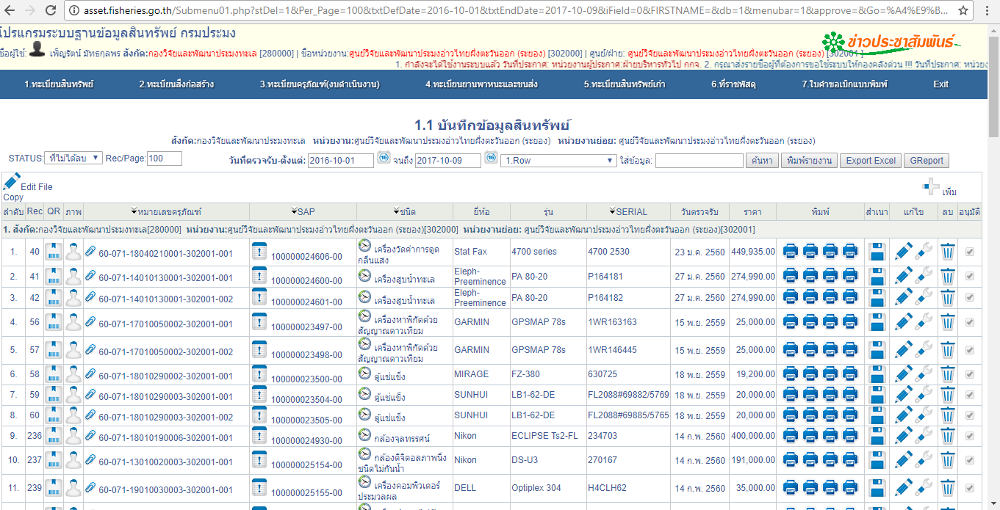 asset.fisheries.go.th/Submenu01.php?stDel=1&Per_Page=100&txtDefDate=2016-10-01&txtEndDate=2017-10-09&iField=0&FIRSTNAME=&db=1&menubar=1&approve=&Go=%A4%E9%B...
โปรแกรมระบบฐานข้อมูลสินทรัพย์ กรมประมง
ข่าวประชาสัมพันธ์
ชื่อผู้ใช้: เพ็ญรัตน์ มัทธกุลพร สังกัด:กองวิจัยและพัฒนาประมงทะเล [280000] | ชื่อหน่วยงาน:ศูนย์วิจัยและพัฒนาประมงอ่าวไทยฝั่งตะวันออก (ระยอง) [302000] | ศูนย์/ฝ่าย: ศูนย์วิจัยและพัฒนาประมงอ่าวไทยฝั่งตะวันออก (ระยอง) [302001 ]
1. กำลังจะได้ใช้งานระบบแล้ว วันที่ประกาศ: หน่วยงานผู้ประกาศ:ฝ่ายบริหารทั่วไป กกจ. 2. กรุณาส่งรายชื่อผู้ที่ต้องการขอใช้ระบบให้กองคลังด่วน !!! วันที่ประกาศ: หน่วยง
1.ทะเบียนสินทรัพย์ 2.ทะเบียนสิ่งก่อสร้าง 3.ทะเบียนครุภัณฑ์(งบดำเนินงาน) 4.ทะเบียนยานพาหนะและขนส่ง 5.ทะเบียนสินทรัพย์เก่า 6.ที่ราชพัสดุ 7.ใบคำขอเบิกแบบพิมพ์ Exit
1.1 บันทึกข้อมูลสินทรัพย์
สังกัด:กองวิจัยและพัฒนาประมงทะเล หน่วยงาน:ศูนย์วิจัยและพัฒนาประมงอ่าวไทยฝั่งตะวันออก (ระยอง) หน่วยงานย่อย: ศูนย์วิจัยและพัฒนาประมงอ่าวไทยฝั่งตะวันออก (ระยอง)
STATUS: ที่ไม่ได้ลบ Rec/Page: 100 วันที่ตรวจรับ-ตั้งแต่: 2016-10-01 16 จนถึง 2017-10-09 16 1.Row ใส่ข้อมูล: ค้นหา พิมพ์รายงาน Export Excel GReport
Edit File
Copy
เพิ่ม
ลำดับ Rec QR ภาพ หมายเลขครุภัณฑ์ SAP ชนิด ยี่ห้อ รุ่น SERIAL วันตรวจรับ ราคา พิมพ์ สำเนา แก้ไข ลบ อนุมัติ
1. สังกัด:กองวิจัยและพัฒนาประมงทะเล[280000] หน่วยงาน:ศูนย์วิจัยและพัฒนาประมงอ่าวไทยฝั่งตะวันออก (ระยอง)[302000] หน่วยงานย่อย: ศูนย์วิจัยและพัฒนาประมงอ่าวไทยฝั่งตะวันออก (ระยอง)[302001]
1. 40 60-071-18040210001-302001-001 100000024606-00 เครื่องวัดค่าการดูดกลืนแสง Stat Fax 4700 series 4700 2530 23 ม.ค. 2560 449,935.00
2. 41 60-071-14010130001-302001-001 100000024600-00 เครื่องสูบน้ำทะเล Eleph-Preeminence PA 80-20 P164181 27 ม.ค. 2560 274,990.00
3. 42 60-071-14010130001-302001-002 100000024601-00 เครื่องสูบน้ำทะเล Eleph-Preeminence PA 80-20 P164182 27 ม.ค. 2560 274,990.00
4. 56 60-071-17010050002-302001-001 100000023497-00 เครื่องหาพิกัดด้วยสัญญาณดาวเทียม GARMIN GPSMAP 78s 1WR163163 15 พ.ย. 2559 25,000.00
5. 57 60-071-17010050002-302001-002 100000023498-00 เครื่องหาพิกัดด้วยสัญญาณดาวเทียม GARMIN GPSMAP 78s 1WR146445 15 พ.ย. 2559 25,000.00
6. 58 60-071-18010290002-302001-001 100000023500-00 ตู้แช่แข็ง MIRAGE FZ-380 630725 18 พ.ย. 2559 19,200.00
7. 59 60-071-18010290003-302001-001 100000023504-00 ตู้แช่แข็ง SUNHUI LB1-62-DE FL2088#69882/5769 18 พ.ย. 2559 20,000.00
8. 60 60-071-18010290003-302001-002 100000023505-00 ตู้แช่แข็ง SUNHUI LB1-62-DE FL2088#69885/5765 18 พ.ย. 2559 20,000.00
9. 236 60-071-18010190006-302001-001 100000024930-00 กล้องจุลทรรศน์ Nikon ECLIPSE Ts2-FL 234703 14 ก.พ. 2560 400,000.00
10. 237 60-071-13010020003-302001-001 100000025154-00 กล้องดิจิตอลภาพนิ่งชนิดไม่กันน้ำ Nikon DS-U3 270167 14 ก.พ. 2560 191,000.00
11. 239 60-071-19010030003-302001-001 100000025155-00 เครื่องคอมพิวเตอร์ประมวลผล DELL Optiplex 304 H4CLH62 14 ก.พ. 2560 35,000.00